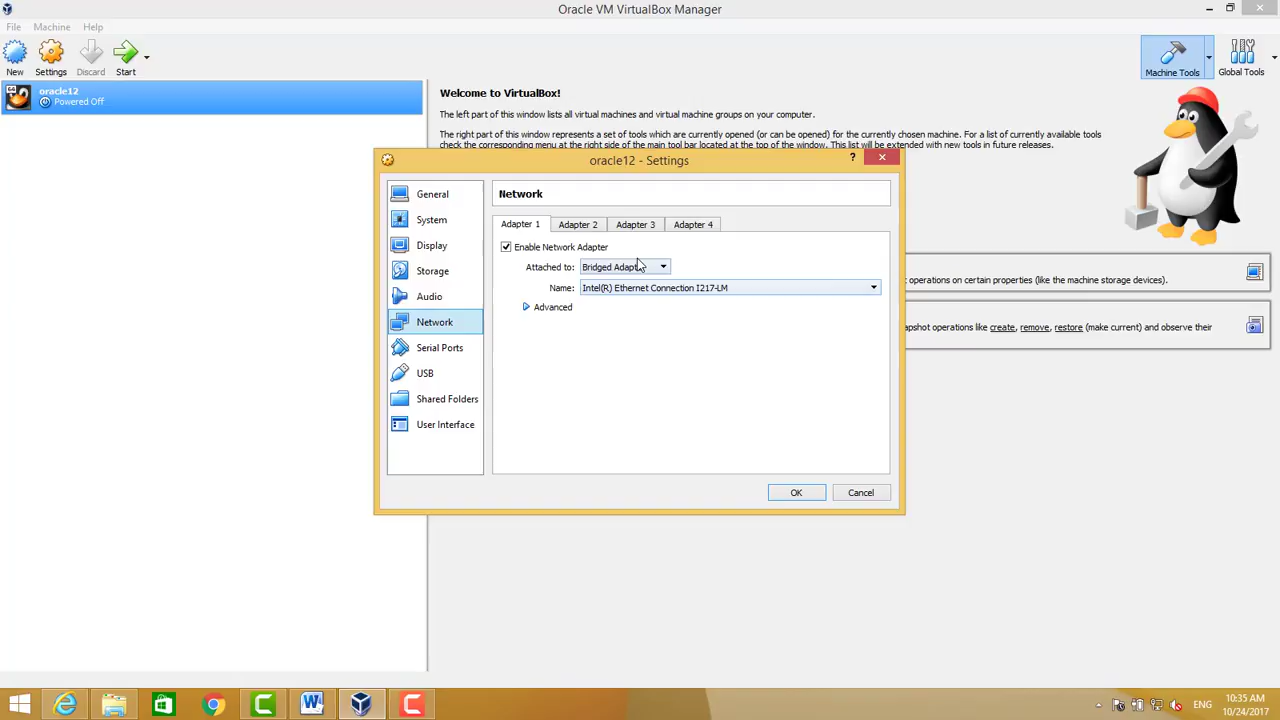 Oracle VM VirtualBox Manager
File Machine Help
New Settings Discard Start
Machine Tools Global Tools
64
oracle12
Powered Off
Welcome to VirtualBox!
The left part of this window lists all virtual machines and virtual machine groups on your computer.
The right part of this window represents a set of tools which are currently opened (or can be opened) for the currently chosen machine. For a list of currently available tools
check the corresponding menu at the right side of the main tool bar located at the top of the window. This list will be extended with new tools in future releases.
oracle12 - Settings
?
General
System
Display
Storage
Audio
Network
Serial Ports
USB
Shared Folders
User Interface
Network
Adapter 1 Adapter 2 Adapter 3 Adapter 4
Enable Network Adapter
Attached to: Bridged
Name: Intel(R) Ethernet Connection I217-LM
Advanced
OK Cancel
operations on certain properties (like the machine storage devices).
snapshot operations like create, remove, restore (make current) and observe their
ENG
10:35 AM
10/24/2017